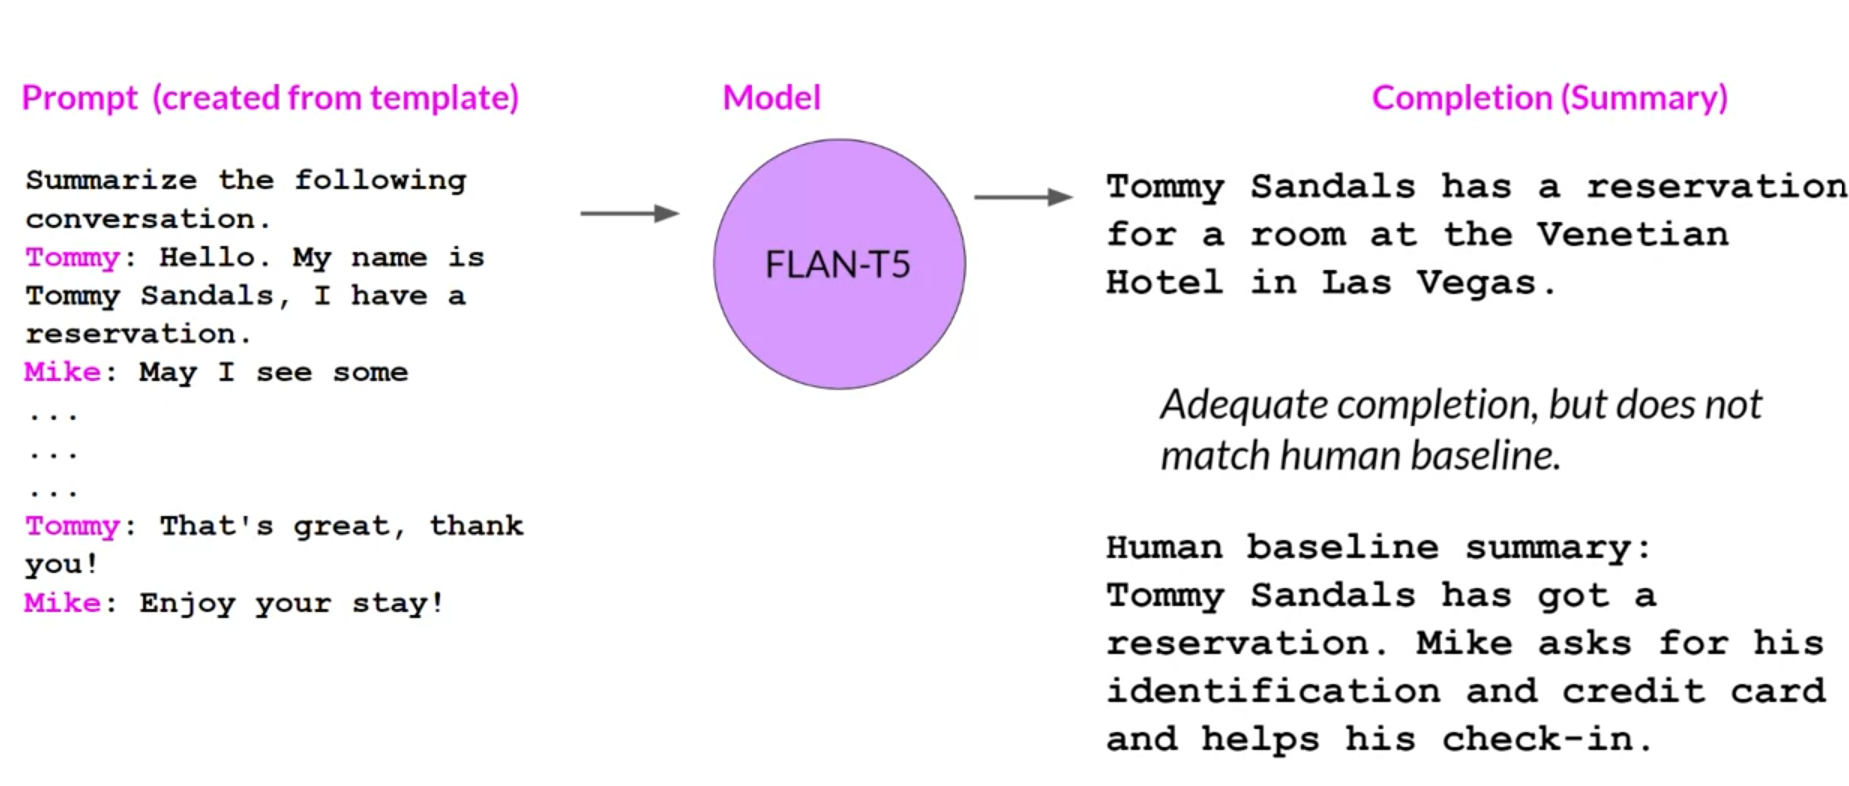 Prompt (created from template)
Summarize the following
conversation.
Tommy: Hello. My name is
Tommy Sandals, I have a
reservation.
Mike: May I see some
...
...
...
Tommy: That's great, thank
you!
Mike: Enjoy your stay!
Model
FLAN-T5
Completion (Summary)
Tommy Sandals has a reservation
for a room at the Venetian
Hotel in Las Vegas.
Adequate completion, but does not
match human baseline.
Human baseline summary:
Tommy Sandals has got a
reservation. Mike asks for his
identification and credit card
and helps his check-in.